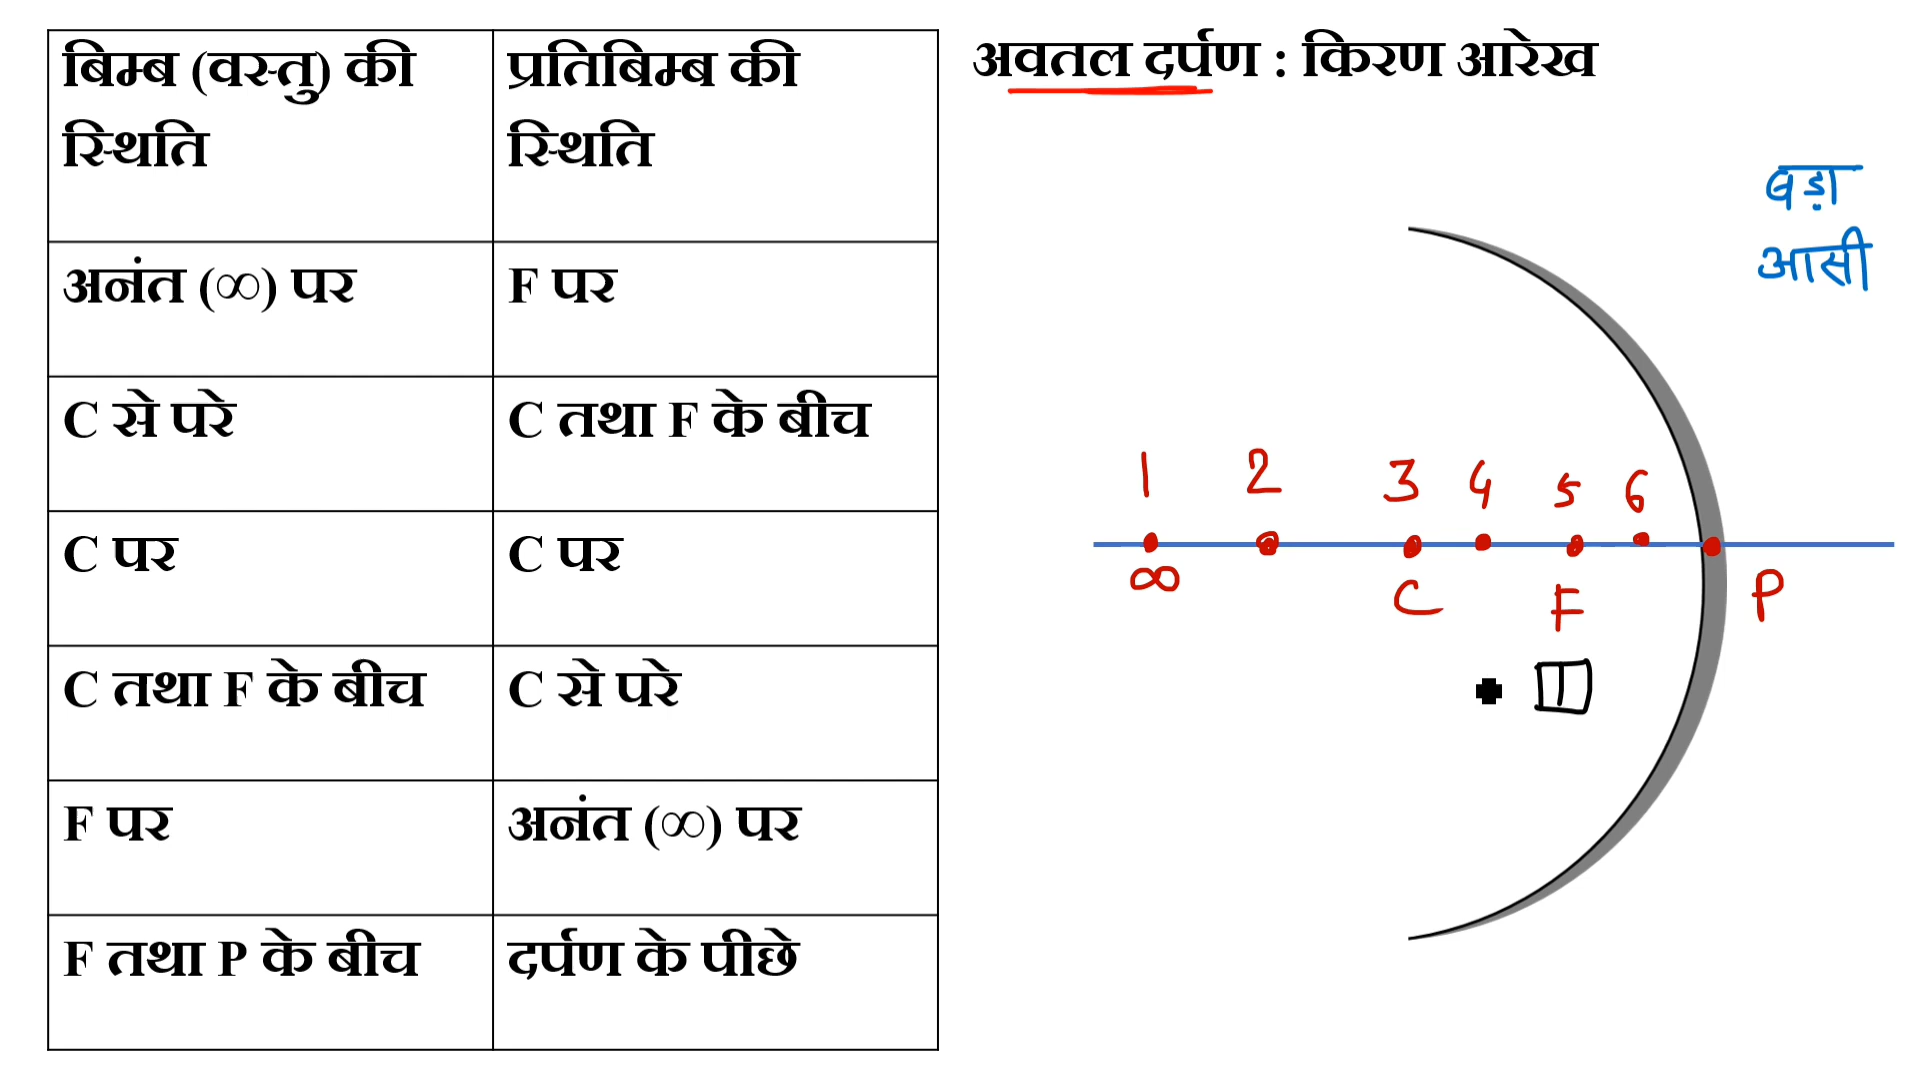 बिम्ब (वस्तु) की
स्थिति
प्रतिबिम्ब की
स्थिति
अनंत (∞) पर
F पर
C से परे
C तथा F के बीच
C पर
C पर
C तथा F के बीच
C से परे
F पर
अनंत (∞) पर
F तथा P के बीच
दर्पण के पीछे
अवतल दर्पण : किरण आरेख
बड़ा
आसी
1 2 3 4 5 6
∞ C F P